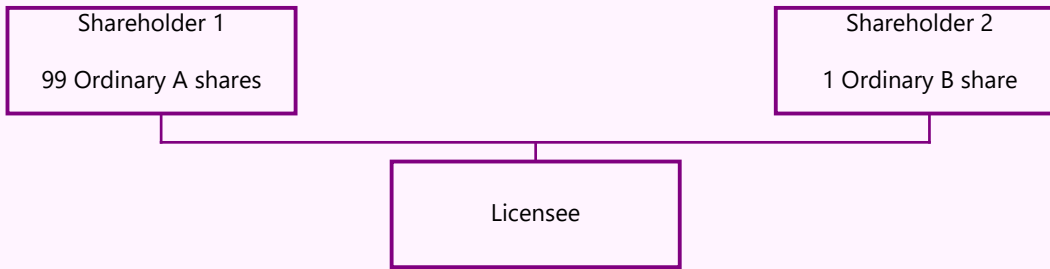 Shareholder 1
99 Ordinary A shares
Shareholder 2
1 Ordinary B share
Licensee